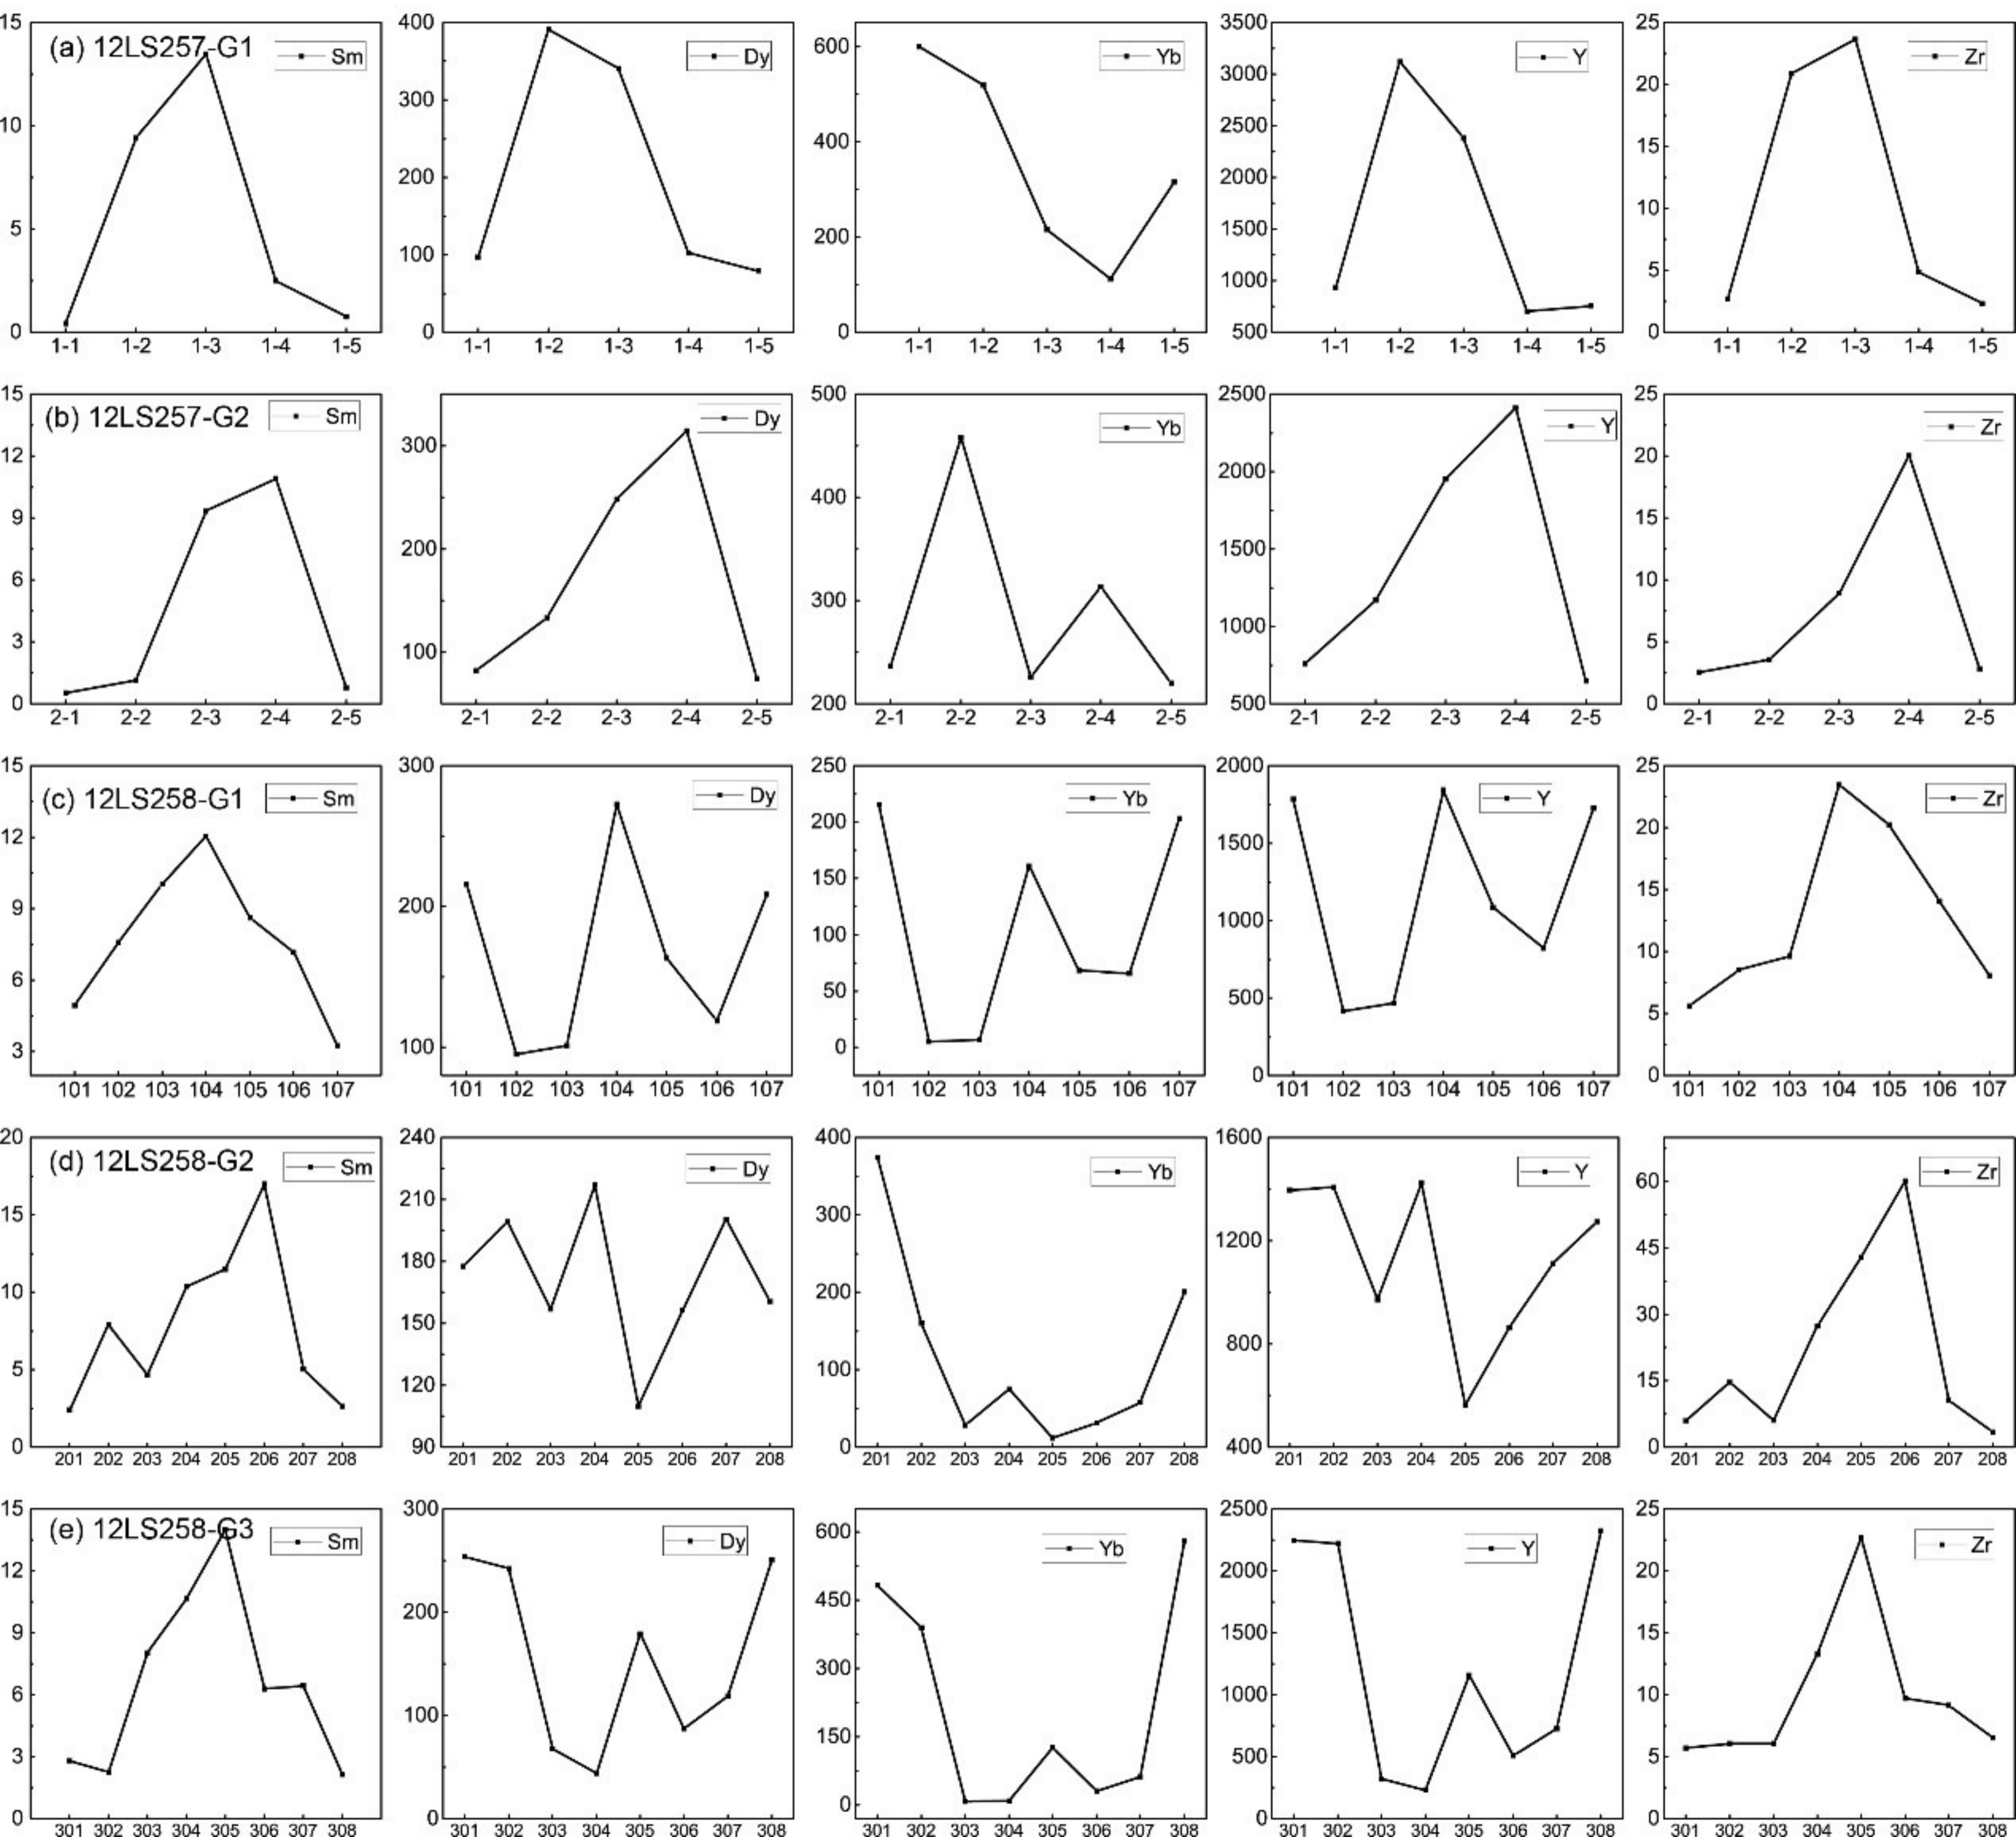 (a) 12LS257-G1 Sm
15
10
5
0
1-1 1-2 1-3 1-4 1-5
Dy
400
300
200
100
0
1-1 1-2 1-3 1-4 1-5
Yb
600
400
200
0
1-1 1-2 1-3 1-4 1-5
Y
3500
3000
2500
2000
1500
1000
500
1-1 1-2 1-3 1-4 1-5
Zr
25
20
15
10
5
0
1-1 1-2 1-3 1-4 1-5
(b) 12LS257-G2 Sm
15
12
9
6
3
0
2-1 2-2 2-3 2-4 2-5
Dy
300
200
100
2-1 2-2 2-3 2-4 2-5
Yb
500
400
300
200
2-1 2-2 2-3 2-4 2-5
Y
2500
2000
1500
1000
500
2-1 2-2 2-3 2-4 2-5
Zr
25
20
15
10
5
0
2-1 2-2 2-3 2-4 2-5
(c) 12LS258-G1 Sm
15
12
9
6
3
101 102 103 104 105 106 107
Dy
300
200
100
101 102 103 104 105 106 107
Yb
250
200
150
100
50
0
101 102 103 104 105 106 107
Y
2000
1500
1000
500
0
101 102 103 104 105 106 107
Zr
25
20
15
10
5
0
101 102 103 104 105 106 107
(d) 12LS258-G2 Sm
20
15
10
5
0
201 202 203 204 205 206 207 208
Dy
240
210
180
150
120
90
201 202 203 204 205 206 207 208
Yb
400
300
200
100
0
201 202 203 204 205 206 207 208
Y
1600
1200
800
400
201 202 203 204 205 206 207 208
Zr
60
45
30
15
0
201 202 203 204 205 206 207 208
(e) 12LS258-G3 Sm
15
12
9
6
3
0
301 302 303 304 305 306 307 308
Dy
300
200
100
0
301 302 303 304 305 306 307 308
Yb
600
450
300
150
0
301 302 303 304 305 306 307 308
Y
2500
2000
1500
1000
500
0
301 302 303 304 305 306 307 308
Zr
25
20
15
10
5
0
301 302 303 304 305 306 307 308